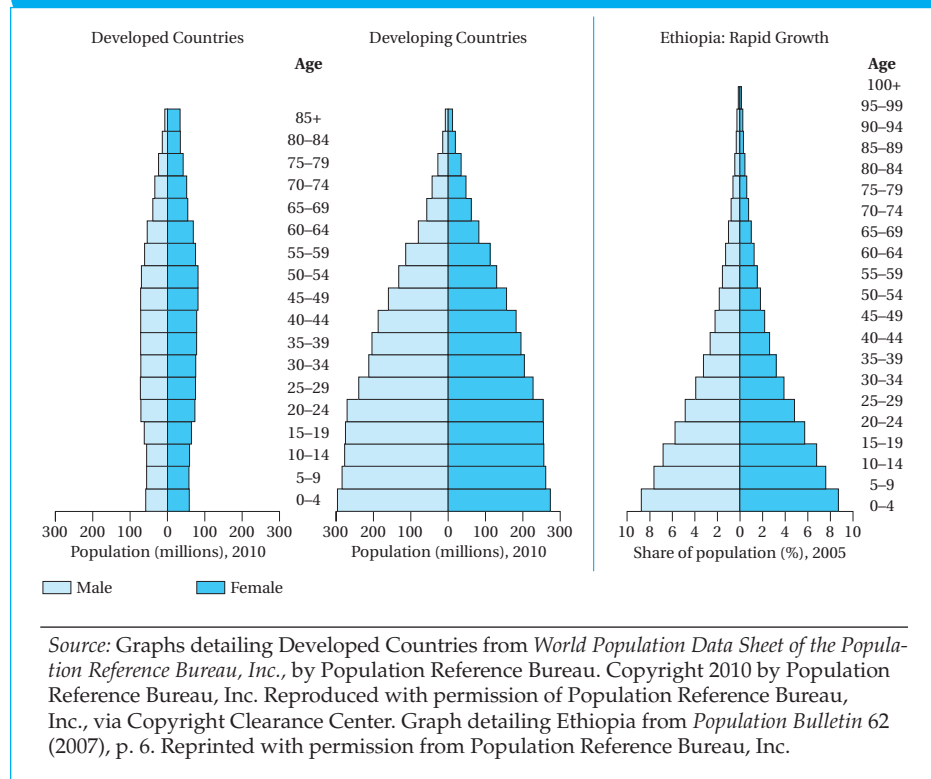 Developed Countries
Developing Countries
Ethiopia: Rapid Growth
Age
85+
80–84
75–79
70–74
65–69
60–64
55–59
50–54
45–49
40–44
35–39
30–34
25–29
20–24
15–19
10–14
5–9
0–4
Age
100+
95–99
90–94
85–89
80–84
75–79
70–74
65–69
60–64
55–59
50–54
45–49
40–44
35–39
30–34
25–29
20–24
15–19
10–14
5–9
0–4
300 200 100 0 100 200 300
Population (millions), 2010
300 200 100 0 100 200 300
Population (millions), 2010
10 8 6 4 2 0 2 4 6 8 10
Share of population (%), 2005
Male
Female
Source: Graphs detailing Developed Countries from World Population Data Sheet of the Popula-
tion Reference Bureau, Inc., by Population Reference Bureau. Copyright 2010 by Population
Reference Bureau, Inc. Reproduced with permission of Population Reference Bureau,
Inc., via Copyright Clearance Center. Graph detailing Ethiopia from Population Bulletin 62
(2007), p. 6. Reprinted with permission from Population Reference Bureau, Inc.